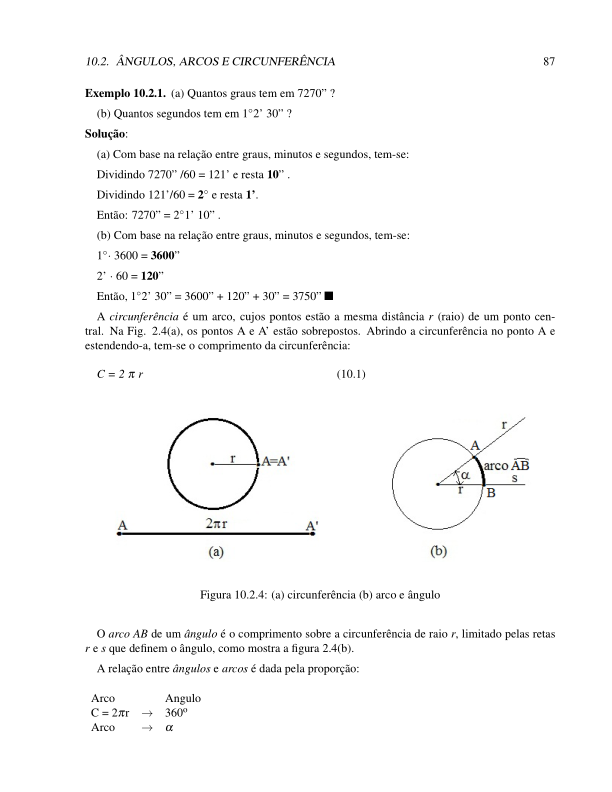 10.2. ÂNGULOS, ARCOS E CIRCUNFERÊNCIA 87
Exemplo 10.2.1. (a) Quantos graus tem em 7270” ?
(b) Quantos segundos tem em 1°2’ 30” ?
Solução:
(a) Com base na relação entre graus, minutos e segundos, tem-se:
Dividindo 7270” /60 = 121’ e resta 10” .
Dividindo 121’/60 = 2° e resta 1’.
Então: 7270” = 2°1’ 10” .
(b) Com base na relação entre graus, minutos e segundos, tem-se:
1°· 3600 = 3600”
2’ · 60 = 120”
Então, 1°2’ 30” = 3600” + 120” + 30” = 3750” ■
A circunferência é um arco, cujos pontos estão a mesma distância r (raio) de um ponto cen-
tral. Na Fig. 2.4(a), os pontos A e A’ estão sobrepostos. Abrindo a circunferência no ponto A e
estendendo-a, tem-se o comprimento da circunferência:
C = 2 π r (10.1)
r A=A'
A 2πr A'
(a)
r
A
arco AB
α s
r B
(b)
Figura 10.2.4: (a) circunferência (b) arco e ângulo
O arco AB de um ângulo é o comprimento sobre a circunferência de raio r, limitado pelas retas
r e s que definem o ângulo, como mostra a figura 2.4(b).
A relação entre ângulos e arcos é dada pela proporção:
Arco Angulo
C = 2πr → 360º
Arco → α